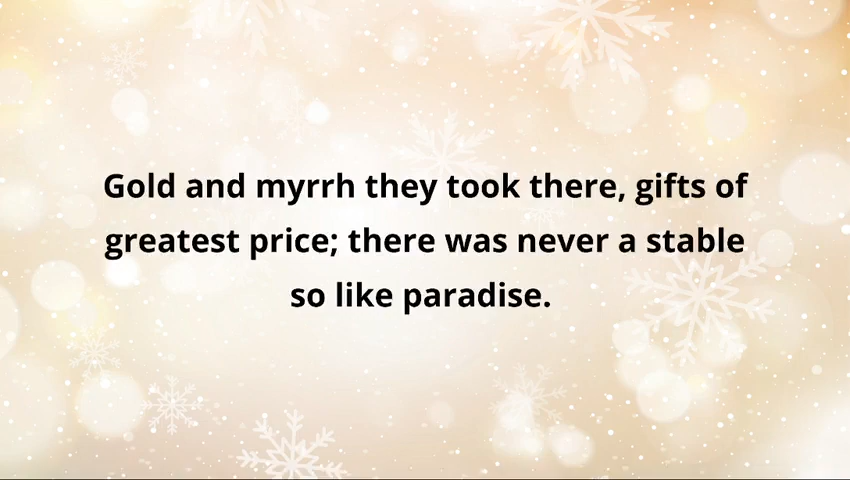 Gold and myrrh they took there, gifts of
greatest price; there was never a stable
so like paradise.